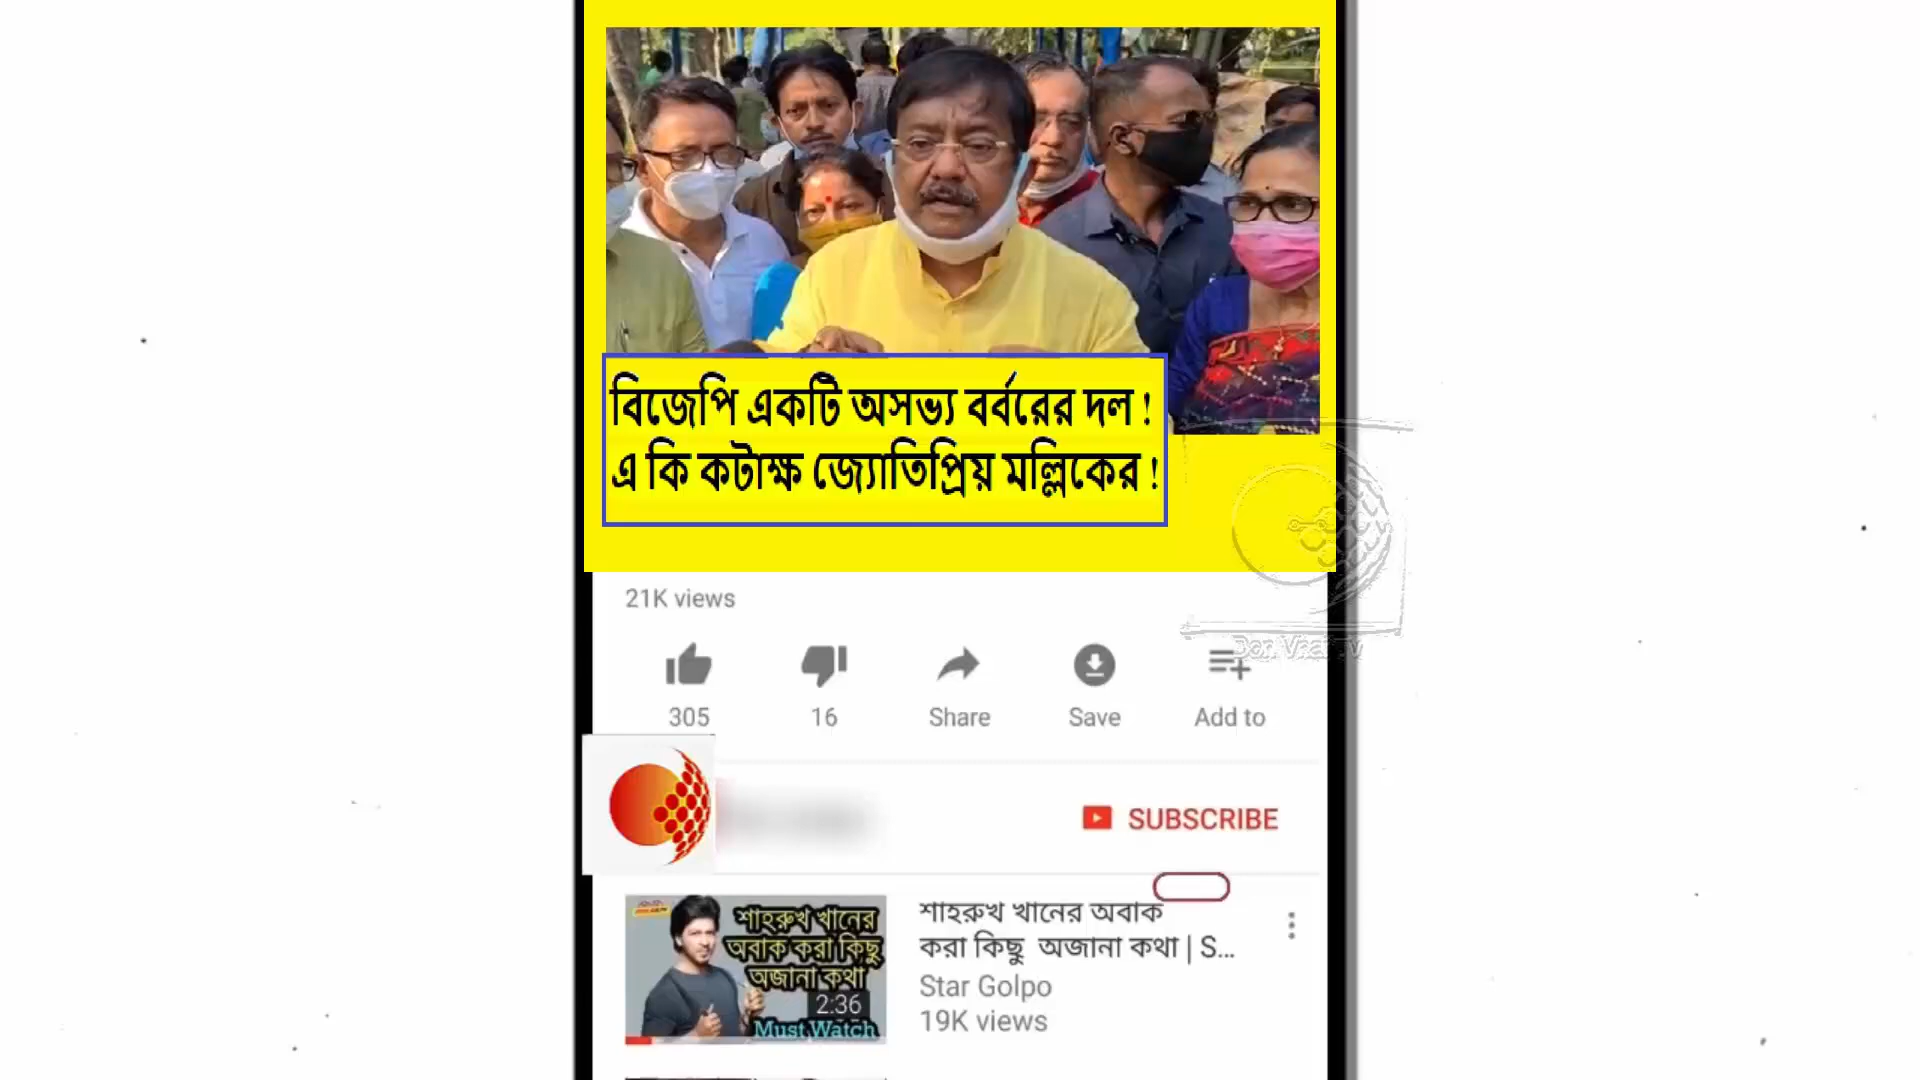 বিজেপি একটি অসভ্য বর্বরের দল !
এ কি কটাক্ষ জ্যোতিপ্রিয় মল্লিকের !
21K views
305
16
Share
Save
Add to
SUBSCRIBE
শাহরুখ খানের
অবাক করা কিছু
অজানা কথা
2:36
Must Watch
শাহরুখ খানের অবাক
করা কিছু অজানা কথা | S...
Star Golpo
19K views